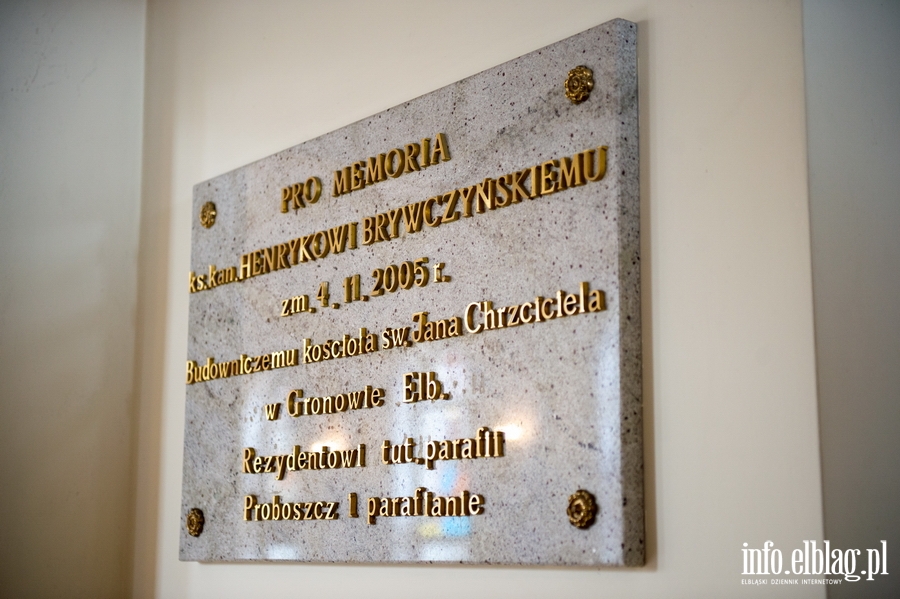 PRO MEMORIA
ks. kan. HENRYKOWI BRYWCZYŃSKIEMU
zm. 4. 11. 2005 r.
Budowniczemu kościoła św. Jana Chrzciciela
w Gronowie Elb.
Rezydentowi tut. parafii
Proboszcz i parafianie
info.elblag.pl
ELBLĄSKI DZIENNIK INTERNETOWY